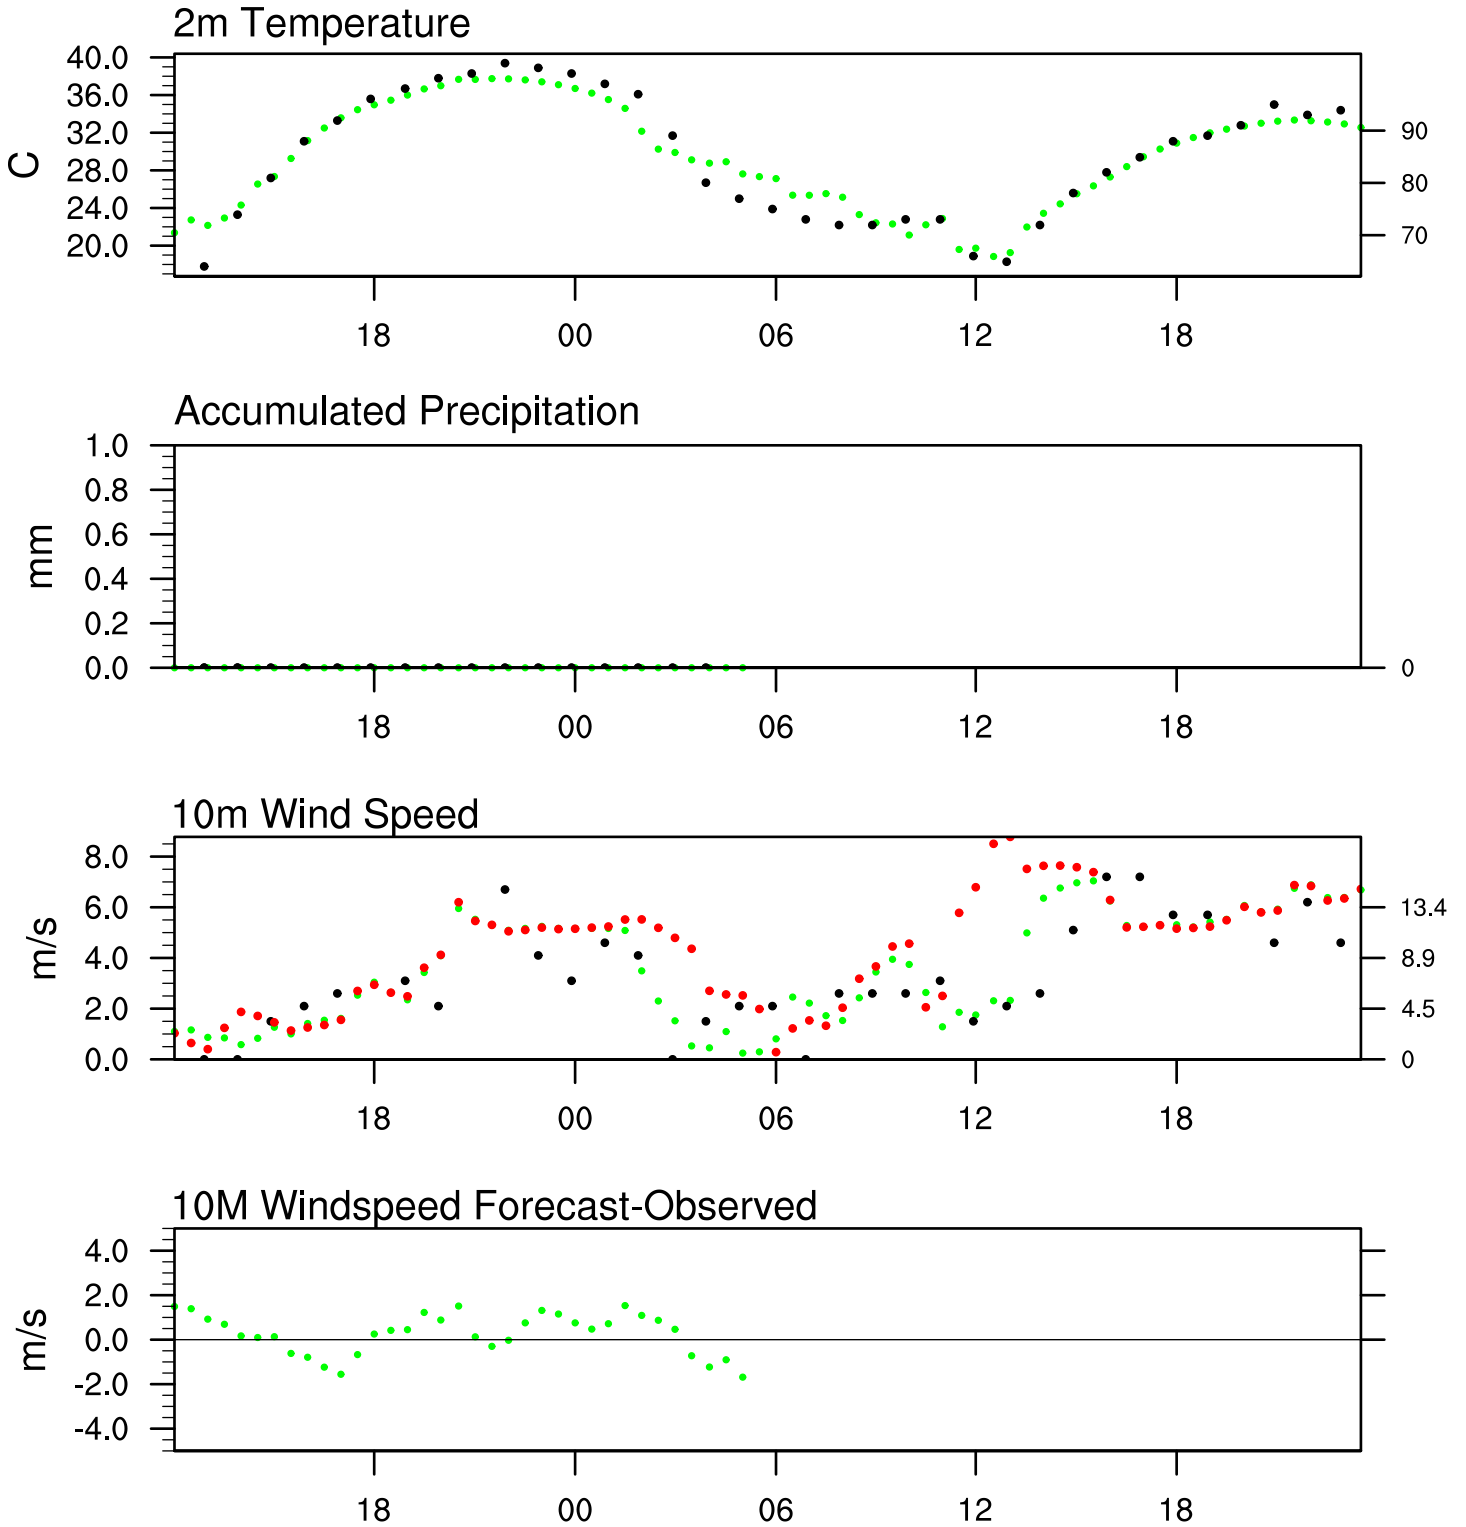 2m Temperature
40.0
36.0
32.0
28.0
24.0
20.0
C
90
80
70
18 00 06 12 18
Accumulated Precipitation
1.0
0.8
0.6
0.4
0.2
0.0
mm
0
18 00 06 12 18
10m Wind Speed
8.0
6.0
4.0
2.0
0.0
m/s
13.4
8.9
4.5
0
18 00 06 12 18
10M Windspeed Forecast-Observed
4.0
2.0
0.0
-2.0
-4.0
m/s
18 00 06 12 18